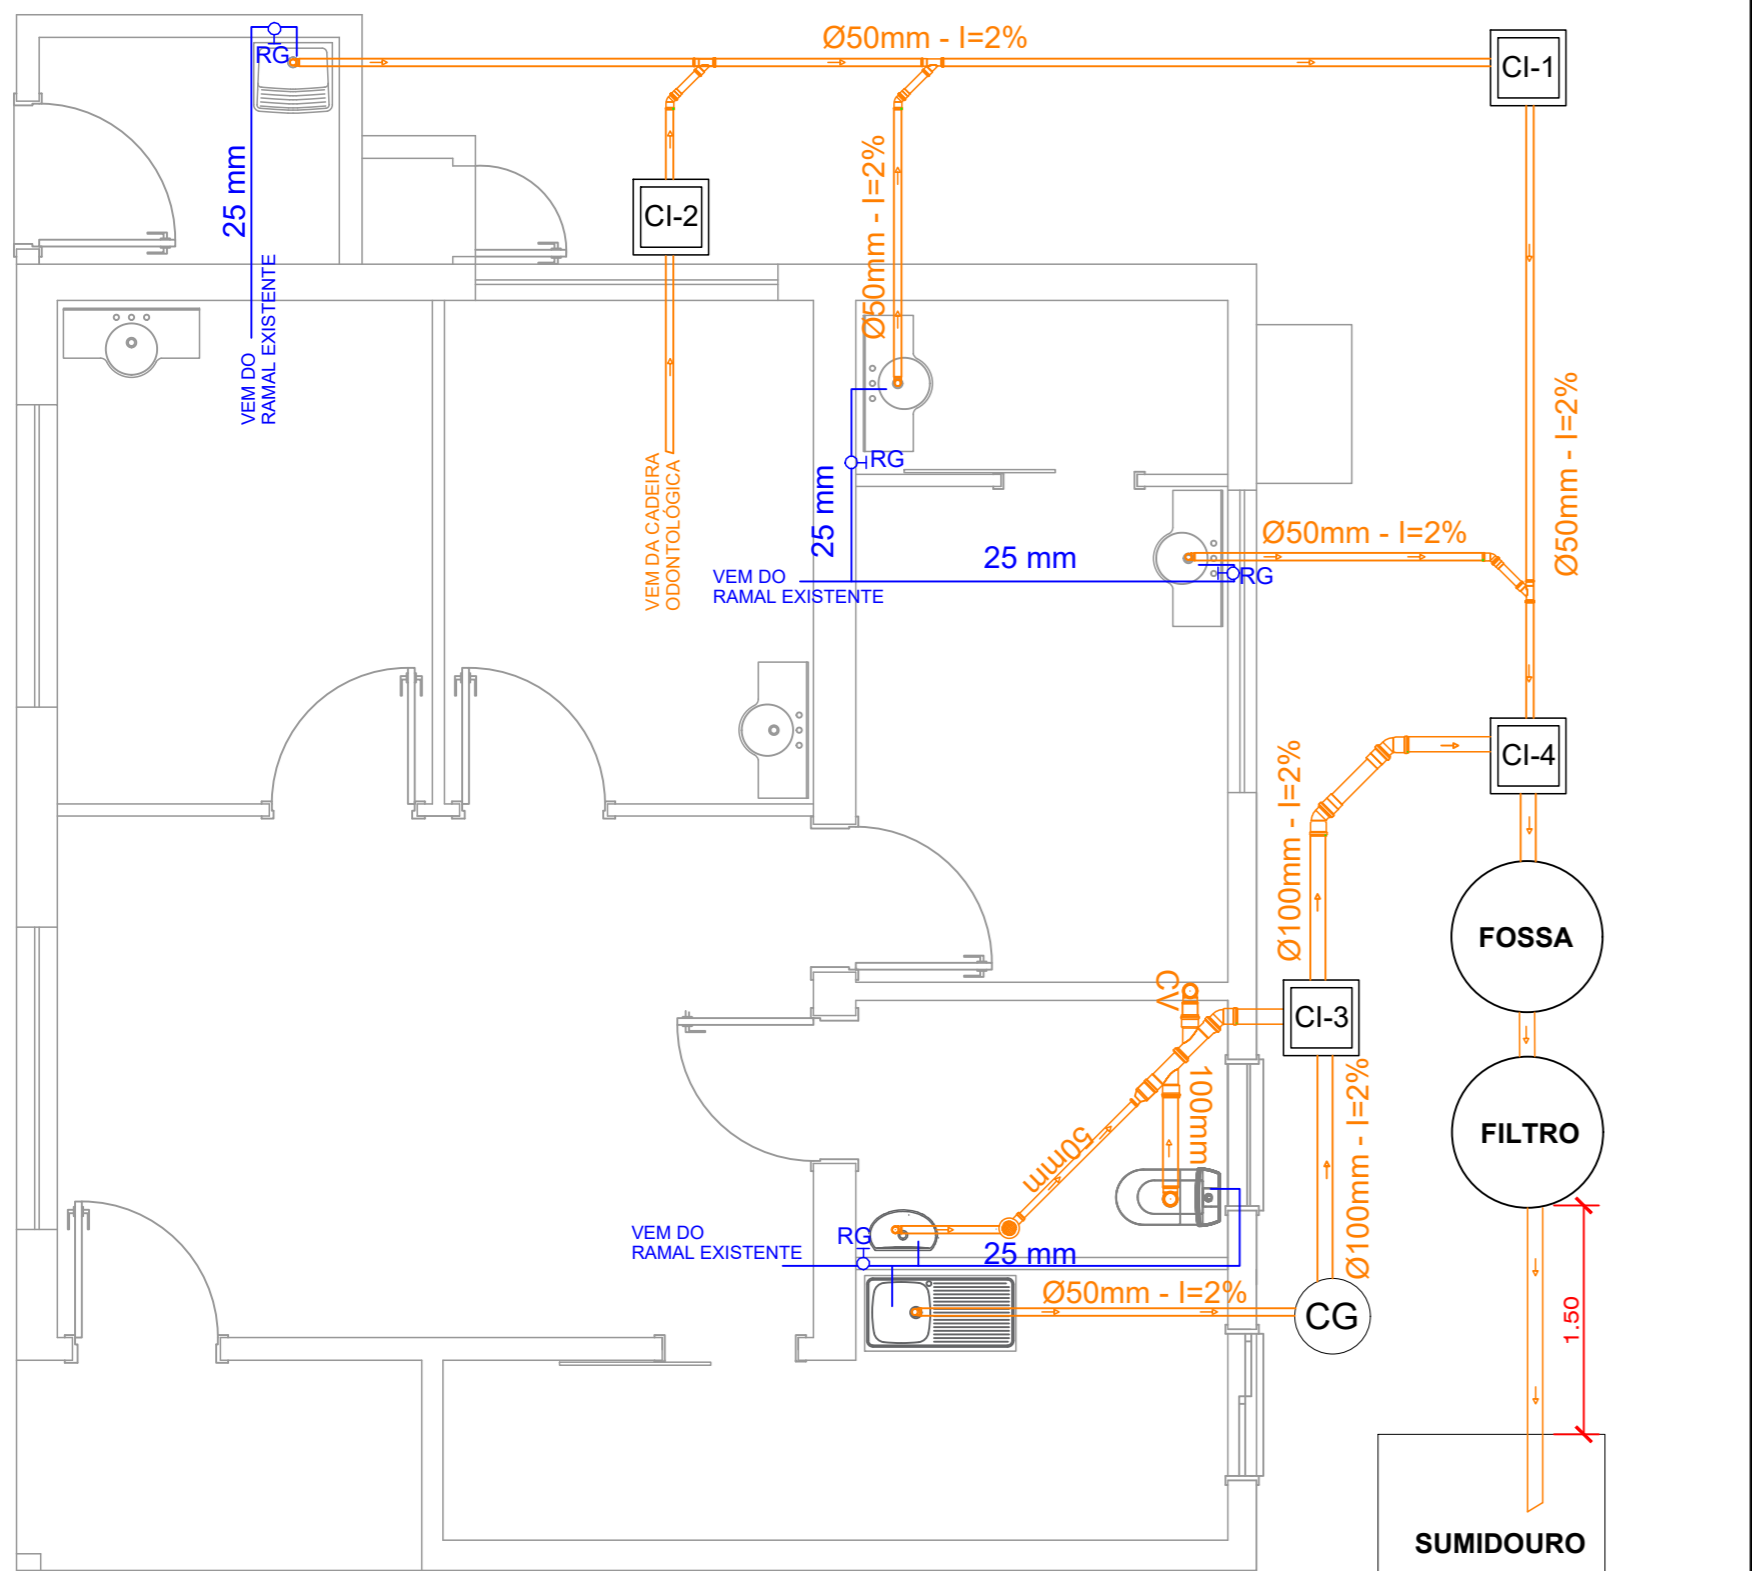 Ø50mm - I=2%
RG
CI-1
25 mm
Ø50mm - I=2%
CI-2
VEM DO
RAMAL EXISTENTE
VEM DA CADEIRA
ODONTOLÓGICA
RG
25 mm
Ø50mm - I=2%
Ø50mm - I=2%
25 mm
VEM DO
RAMAL EXISTENTE
RG
CI-4
Ø100mm - I=2%
FOSSA
CV
CI-3
100mm
50mm
Ø100mm - I=2%
FILTRO
VEM DO
RAMAL EXISTENTE
RG
25 mm
Ø50mm - I=2%
CG
1.50
SUMIDOURO